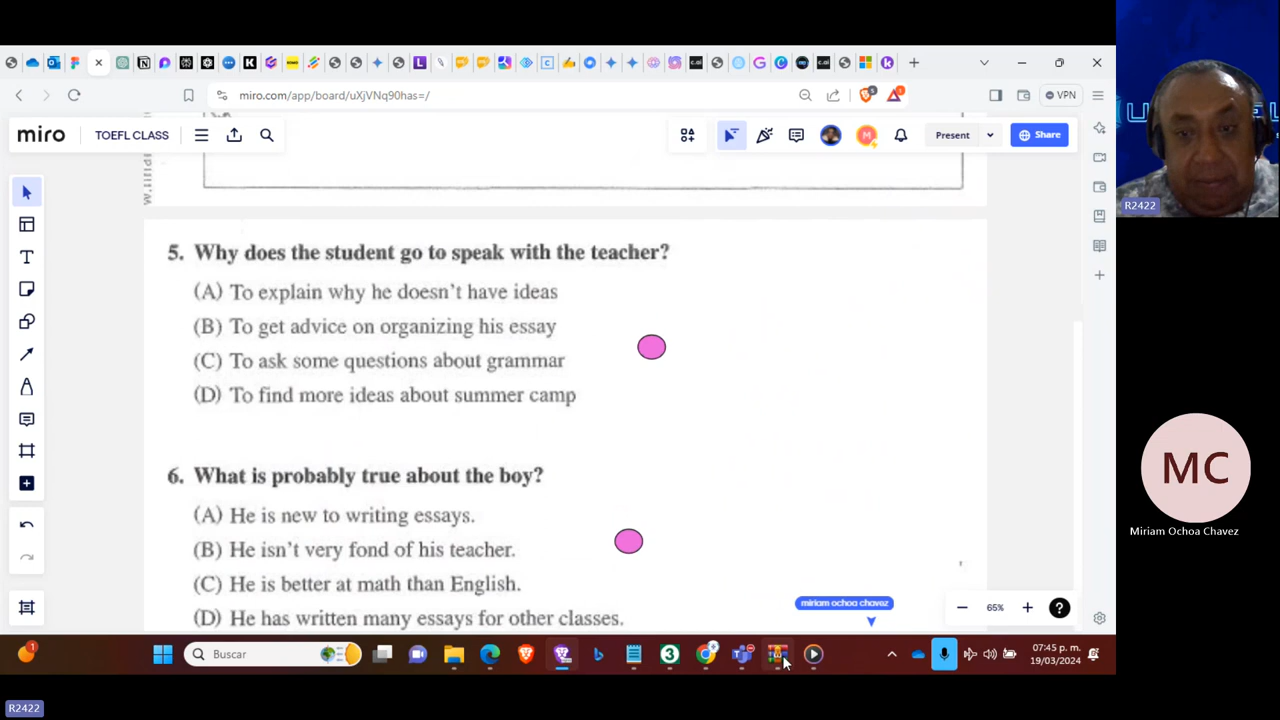 miro.com/app/board/uXjVNq90has=/
VPN
miro
TOEFL CLASS
Present
Share
5. Why does the student go to speak with the teacher?
(A) To explain why he doesn't have ideas
(B) To get advice on organizing his essay
(C) To ask some questions about grammar
(D) To find more ideas about summer camp
6. What is probably true about the boy?
(A) He is new to writing essays.
(B) He isn't very fond of his teacher.
(C) He is better at math than English.
(D) He has written many essays for other classes.
miriam ochoa chavez
65%
Buscar
07:45 p. m.
19/03/2024
R2422
MC
Miriam Ochoa Chavez
R2422